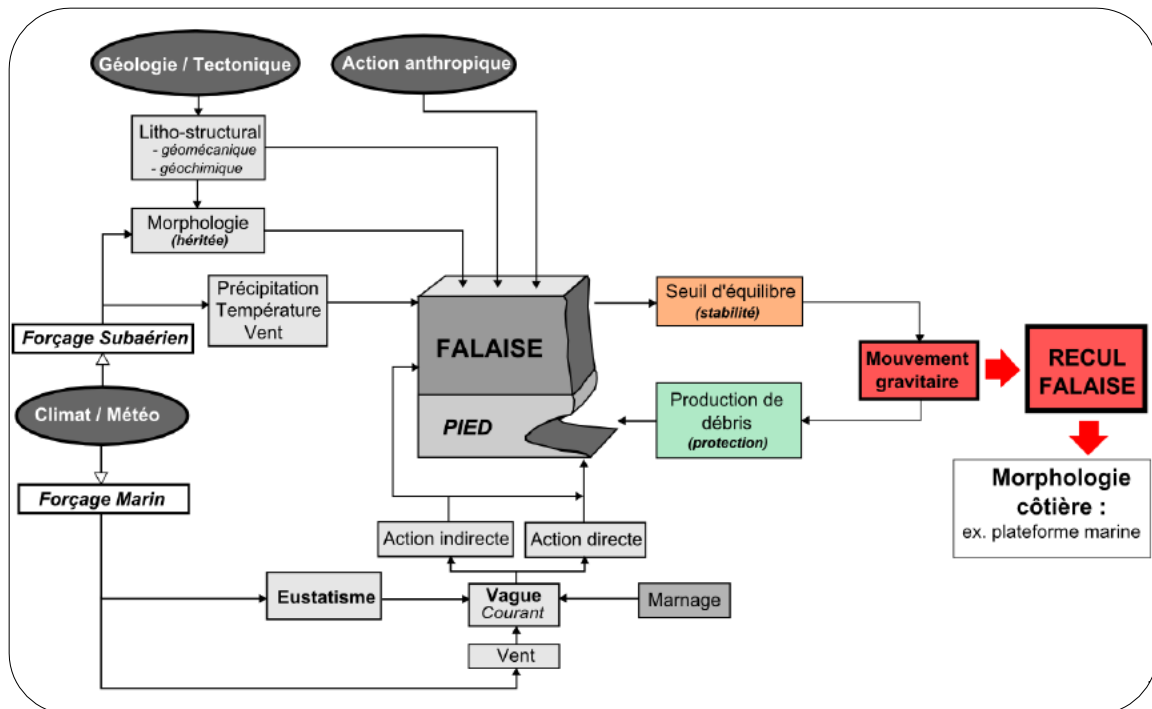 Géologie / Tectonique
Action anthropique
Litho-structural
- géomécanique
- géochimique
Morphologie
(héritée)
Précipitation
Température
Vent
Forçage Subaérien
Climat / Météo
Forçage Marin
FALAISE
PIED
Seuil d'équilibre
(stabilité)
Mouvement
gravitaire
RECUL
FALAISE
Production de
débris
(protection)
Morphologie
côtière :
ex. plateforme marine
Action indirecte
Action directe
Eustatisme
Vague
Courant
Marnage
Vent